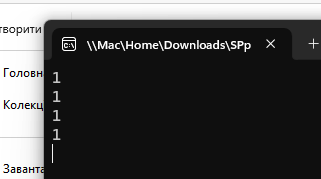 \\Mac\Home\Downloads\SPp
творити
Головн
Колекц
Заванта
1
1
1
1